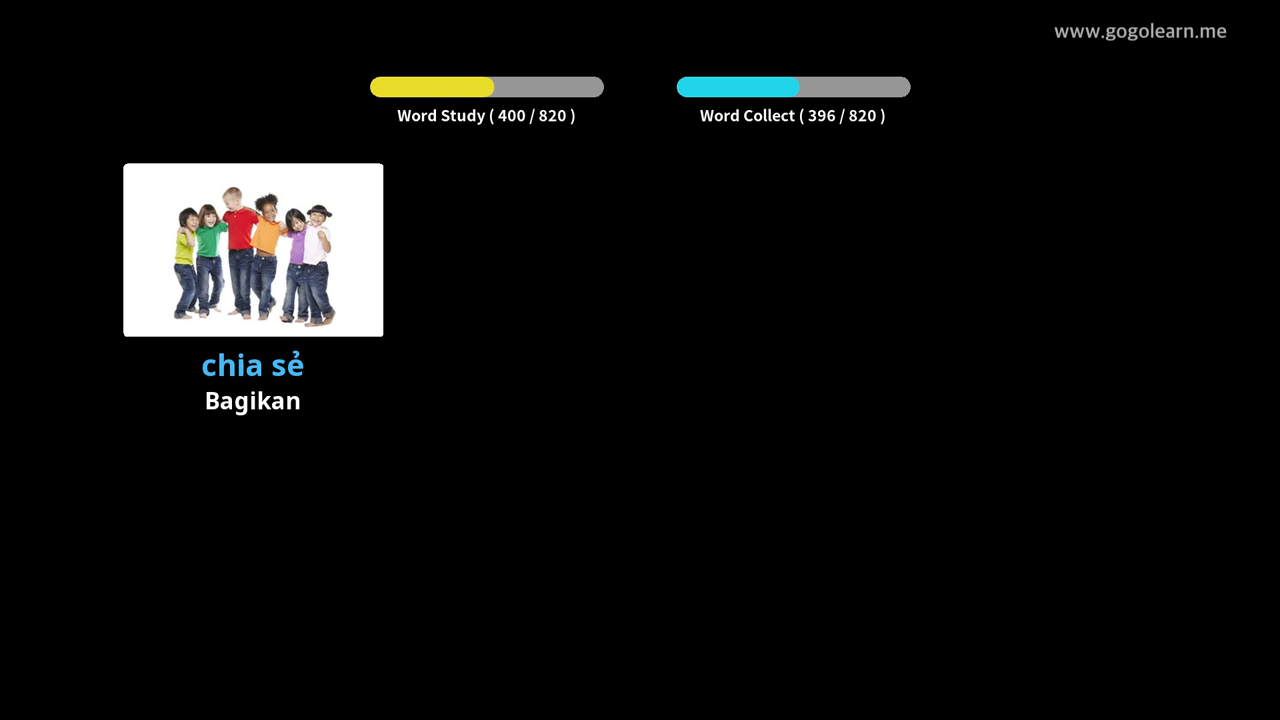 www.gogolearn.me
Word Study ( 400 / 820 )
Word Collect ( 396 / 820 )
chia sẻ
Bagikan